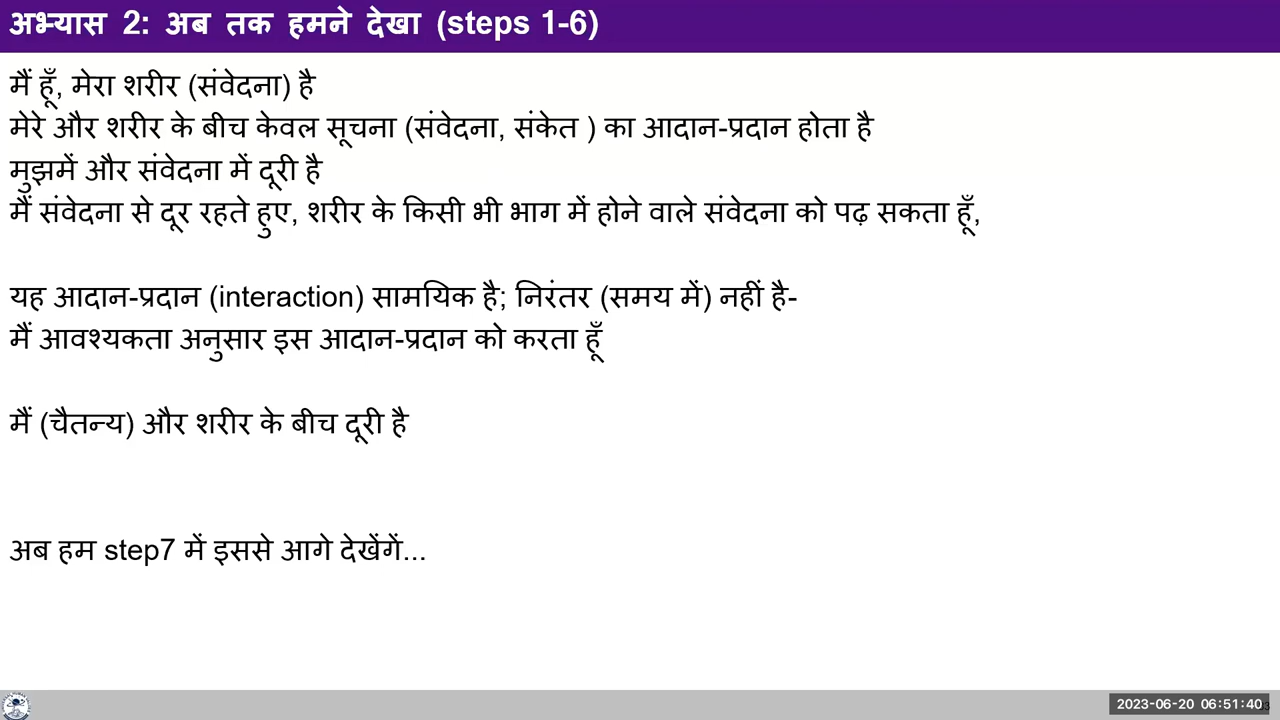 अभ्यास 2: अब तक हमने देखा (steps 1-6)
मैं हूँ, मेरा शरीर (संवेदना) है
मेरे और शरीर के बीच केवल सूचना (संवेदना, संकेत ) का आदान-प्रदान होता है
मुझमें और संवेदना में दूरी है
मैं संवेदना से दूर रहते हुए, शरीर के किसी भी भाग में होने वाले संवेदना को पढ़ सकता हूँ,
यह आदान-प्रदान (interaction) सामयिक है; निरंतर (समय में) नहीं है-
मैं आवश्यकता अनुसार इस आदान-प्रदान को करता हूँ
मैं (चैतन्य) और शरीर के बीच दूरी है
अब हम step7 में इससे आगे देखेंगें...
2023-06-20 06:51:40